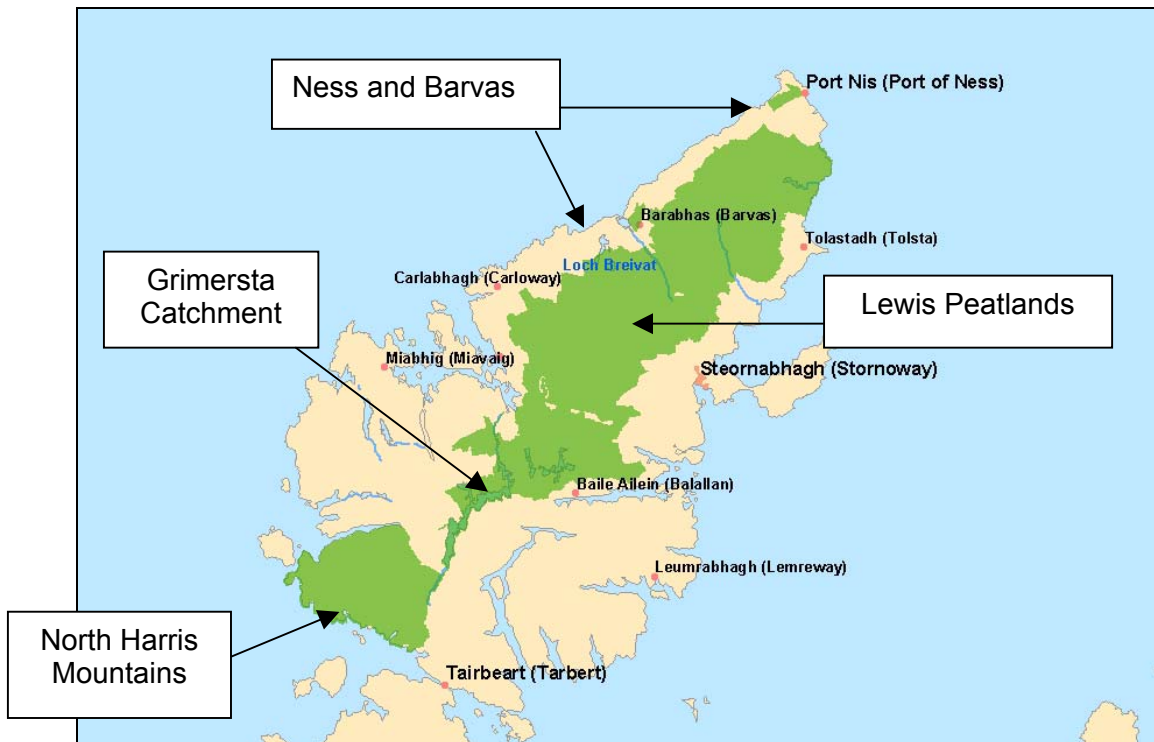 Ness and Barvas
Port Nis (Port of Ness)
Barabhas (Barvas)
Tolastadh (Tolsta)
Loch Breivat
Grimersta
Catchment
Carlabhagh (Carloway)
Lewis Peatlands
Miabhig (Miavaig)
Steornabhagh (Stornoway)
Baile Ailein (Balallan)
Leumrabhagh (Lemreway)
North Harris
Mountains
Tairbeart (Tarbert)